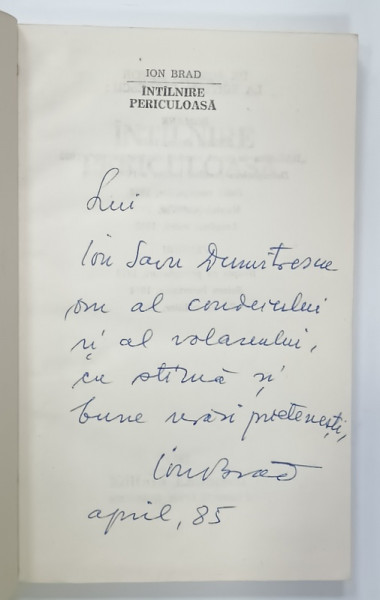 ION BRAD
ÎNTÎLNIRE
PERICULOASĂ
Lui
Ion Savu Dumitrescu
om al condeiului
și al volanului,
cu stimă și
bune urări prietenești,
Ion Brad
april, 85